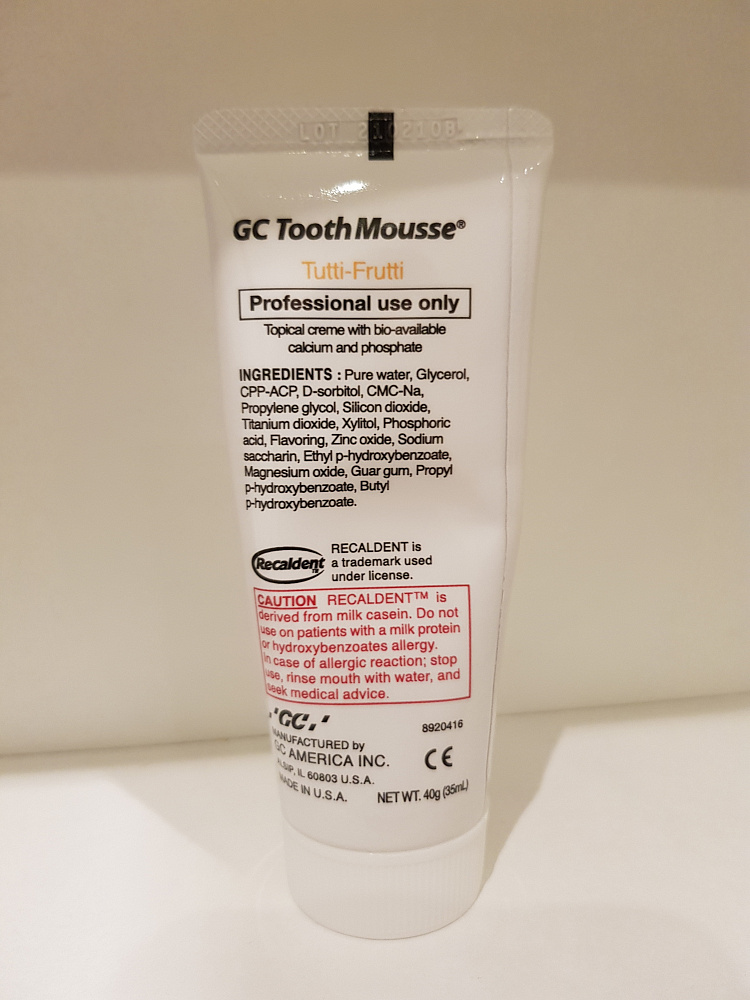 LOT 210210B
GC Tooth Mousse®
Tutti-Frutti
Professional use only
Topical creme with bio-available
calcium and phosphate
INGREDIENTS : Pure water, Glycerol,
CPP-ACP, D-sorbitol, CMC-Na,
Propylene glycol, Silicon dioxide,
Titanium dioxide, Xylitol, Phosphoric
acid, Flavoring, Zinc oxide, Sodium
saccharin, Ethyl p-hydroxybenzoate,
Magnesium oxide, Guar gum, Propyl
p-hydroxybenzoate, Butyl
p-hydroxybenzoate.
Recaldent™
RECALDENT is
a trademark used
under license.
CAUTION RECALDENT™ is
derived from milk casein. Do not
use on patients with a milk protein
or hydroxybenzoates allergy.
In case of allergic reaction; stop
use, rinse mouth with water, and
seek medical advice.
GC
8920416
MANUFACTURED by
GC AMERICA INC.
ALSIP, IL 60803 U.S.A.
MADE IN U.S.A.
CE
NET WT. 40g (35mL)